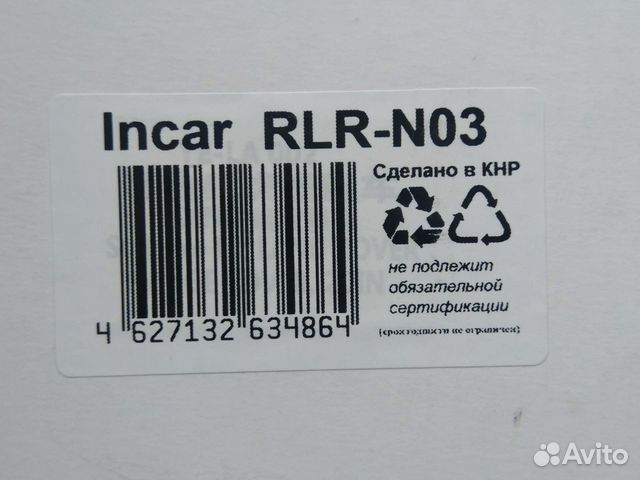 Incar RLR-N03
Сделано в КНР
не подлежит
обязательной
сертификации
(срок годности не ограничен)
4 627132 634864
Avito